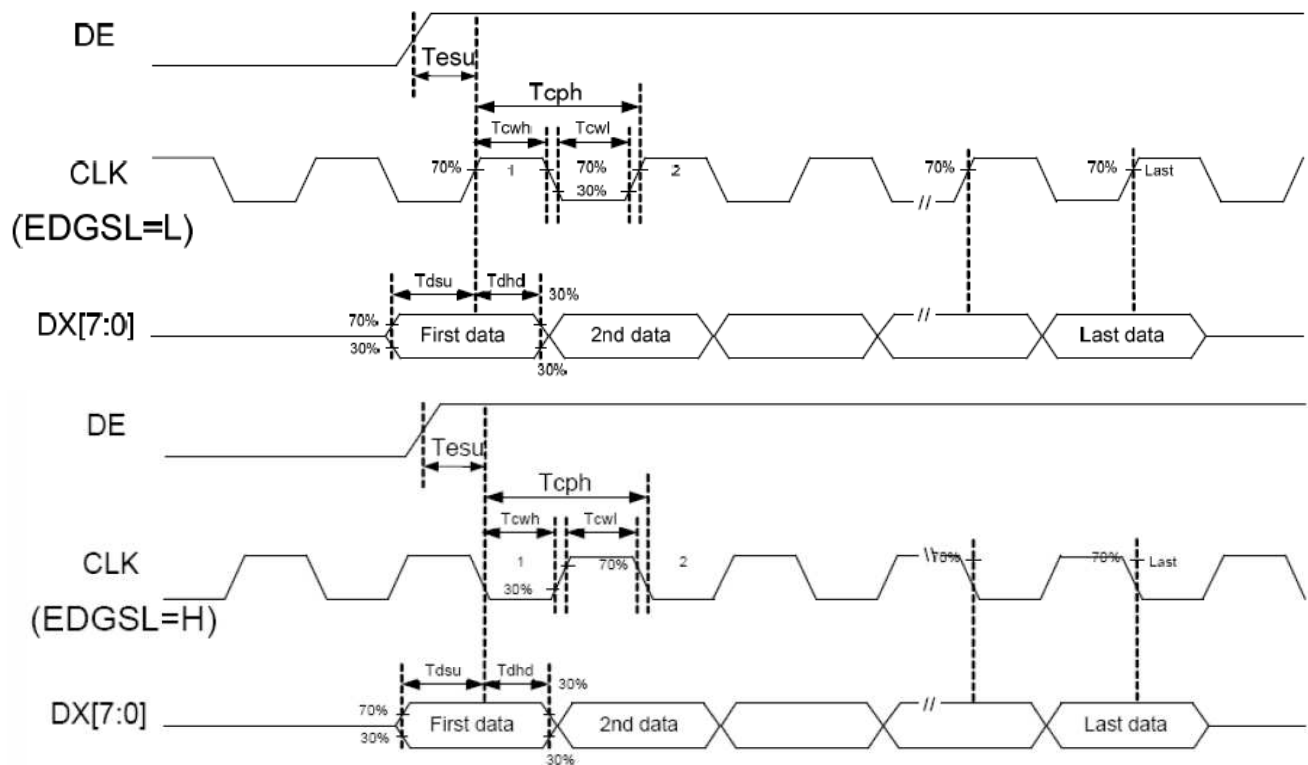 DE
Tesu
Tcph
Tcwh Tcwl
CLK 70% 1 70% 2 70% 70% Last
30%
(EDGSL=L)
//
Tdsu Tdhd 30%
DX[7:0] 70% First data 2nd data // Last data
30%
30%
DE
Tesu
Tcph
Tcwh Tcwl
CLK 1 70% 2 \\ 70% 70% Last
30%
(EDGSL=H)
Tdsu Tdhd 30%
DX[7:0] 70% First data 2nd data // Last data
30%
30%